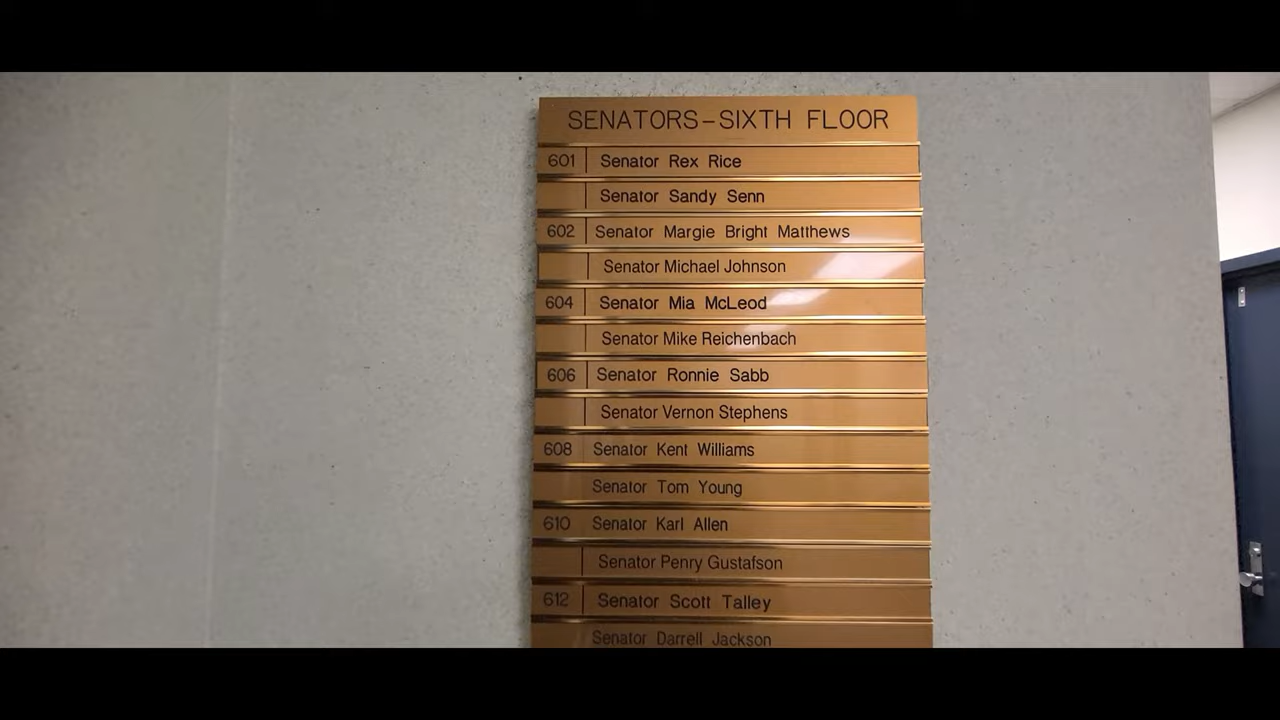 SENATORS-SIXTH FLOOR
601 Senator Rex Rice
Senator Sandy Senn
602 Senator Margie Bright Matthews
Senator Michael Johnson
604 Senator Mia McLeod
Senator Mike Reichenbach
606 Senator Ronnie Sabb
Senator Vernon Stephens
608 Senator Kent Williams
Senator Tom Young
610 Senator Karl Allen
Senator Penry Gustafson
612 Senator Scott Talley
Senator Darrell Jackson